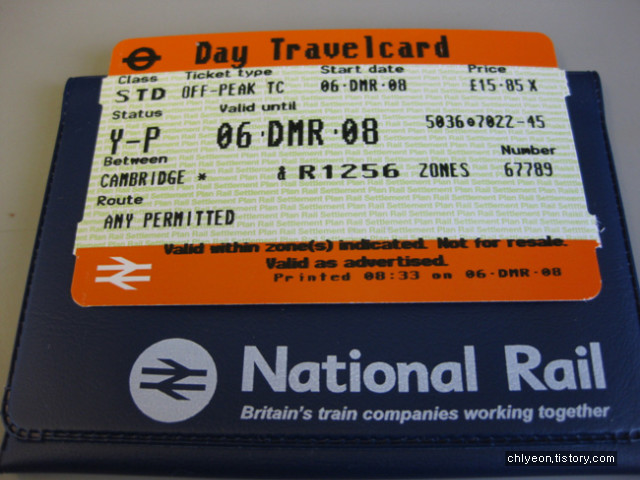 Day Travelcard
Class Ticket type Start date Price
STD OFF-PEAK TC 06·DMR·08 £15·85X
Status Valid until
Y-P 06·DMR·08 5036⊕7022-45
Between Number
CAMBRIDGE * & R1256 ZONES 67789
Route
ANY PERMITTED
Valid within zone(s) indicated. Not for resale.
Valid as advertised.
Printed 08:33 on 06·DMR·08
National Rail
Britain's train companies working together
chlyeon.tistory.com